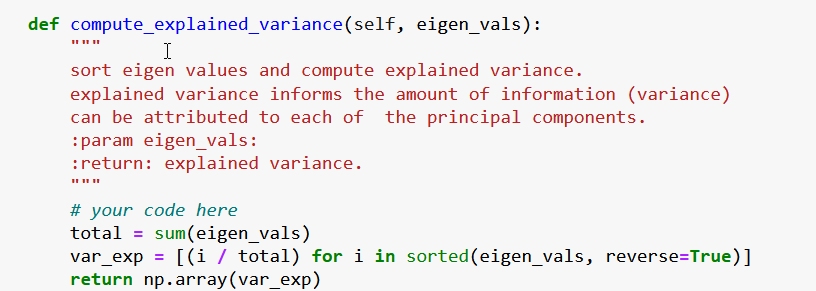 def compute_explained_variance(self, eigen_vals):
"""
sort eigen values and compute explained variance.
explained variance informs the amount of information (variance)
can be attributed to each of  the principal components.
:param eigen_vals:
:return: explained variance.
"""
# your code here
total = sum(eigen_vals)
var_exp = [(i / total) for i in sorted(eigen_vals, reverse=True)]
return np.array(var_exp)